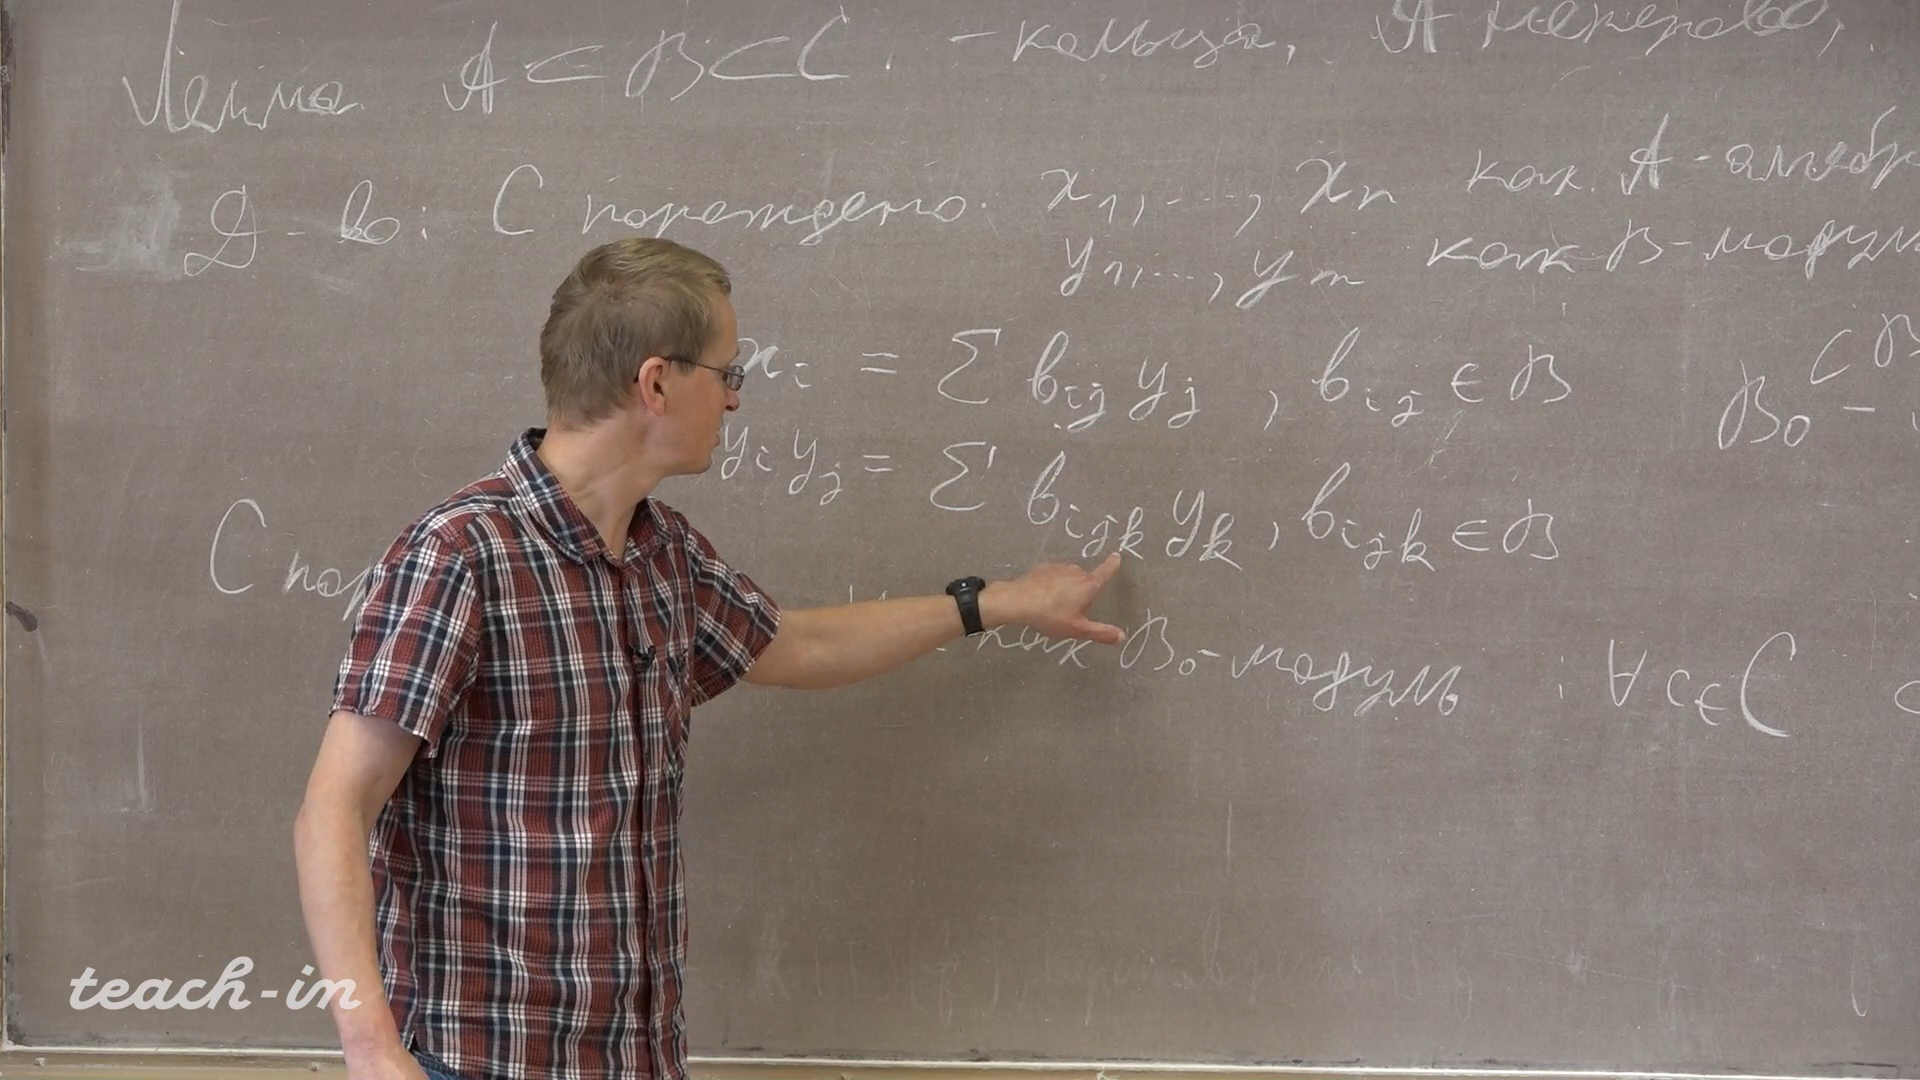 Лемма A ⊂ B ⊂ C, - кольца, A нетерово,
Д-во: C порождено x₁, ..., xₙ как A-алгебр
y₁, ..., yₘ как B-модул
xᵢ = Σ bᵢⱼ yⱼ, bᵢⱼ ∈ B
B₀ - ⊂ B
yᵢ yⱼ = Σ bᵢⱼₖ yₖ, bᵢⱼₖ ∈ B
C пор как B₀-модуль : ∀ c ∈ C
teach-in